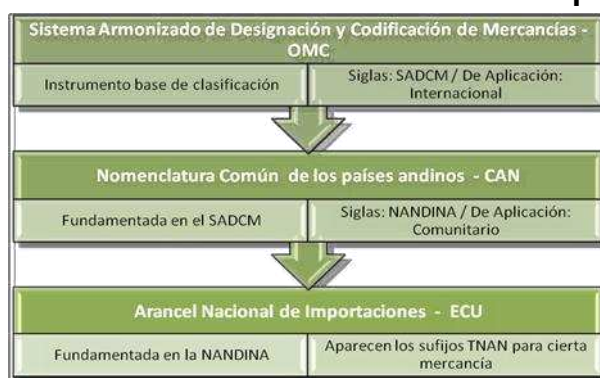 Sistema Armonizado de Designación y Codificación de Mercancías -
OMC
Instrumento base de clasificación
Siglas: SADCM / De Aplicación:
Internacional
Nomenclatura Común de los países andinos - CAN
Fundamentada en el SADCM
Siglas: NANDINA / De Aplicación:
Comunitario
Arancel Nacional de Importaciones - ECU
Fundamentada en la NANDINA
Aparecen los sufijos TNAN para cierta
mercancía